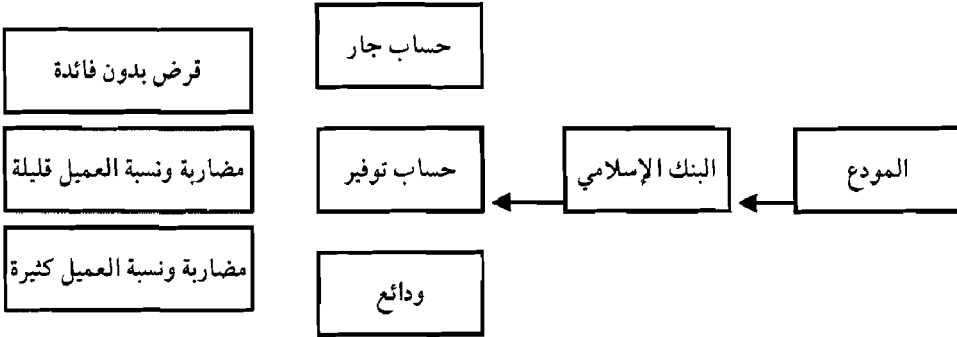 المودع
البنك الإسلامي
حساب جار
حساب توفير
ودائع
قرض بدون فائدة
مضاربة ونسبة العميل قليلة
مضاربة ونسبة العميل كثيرة